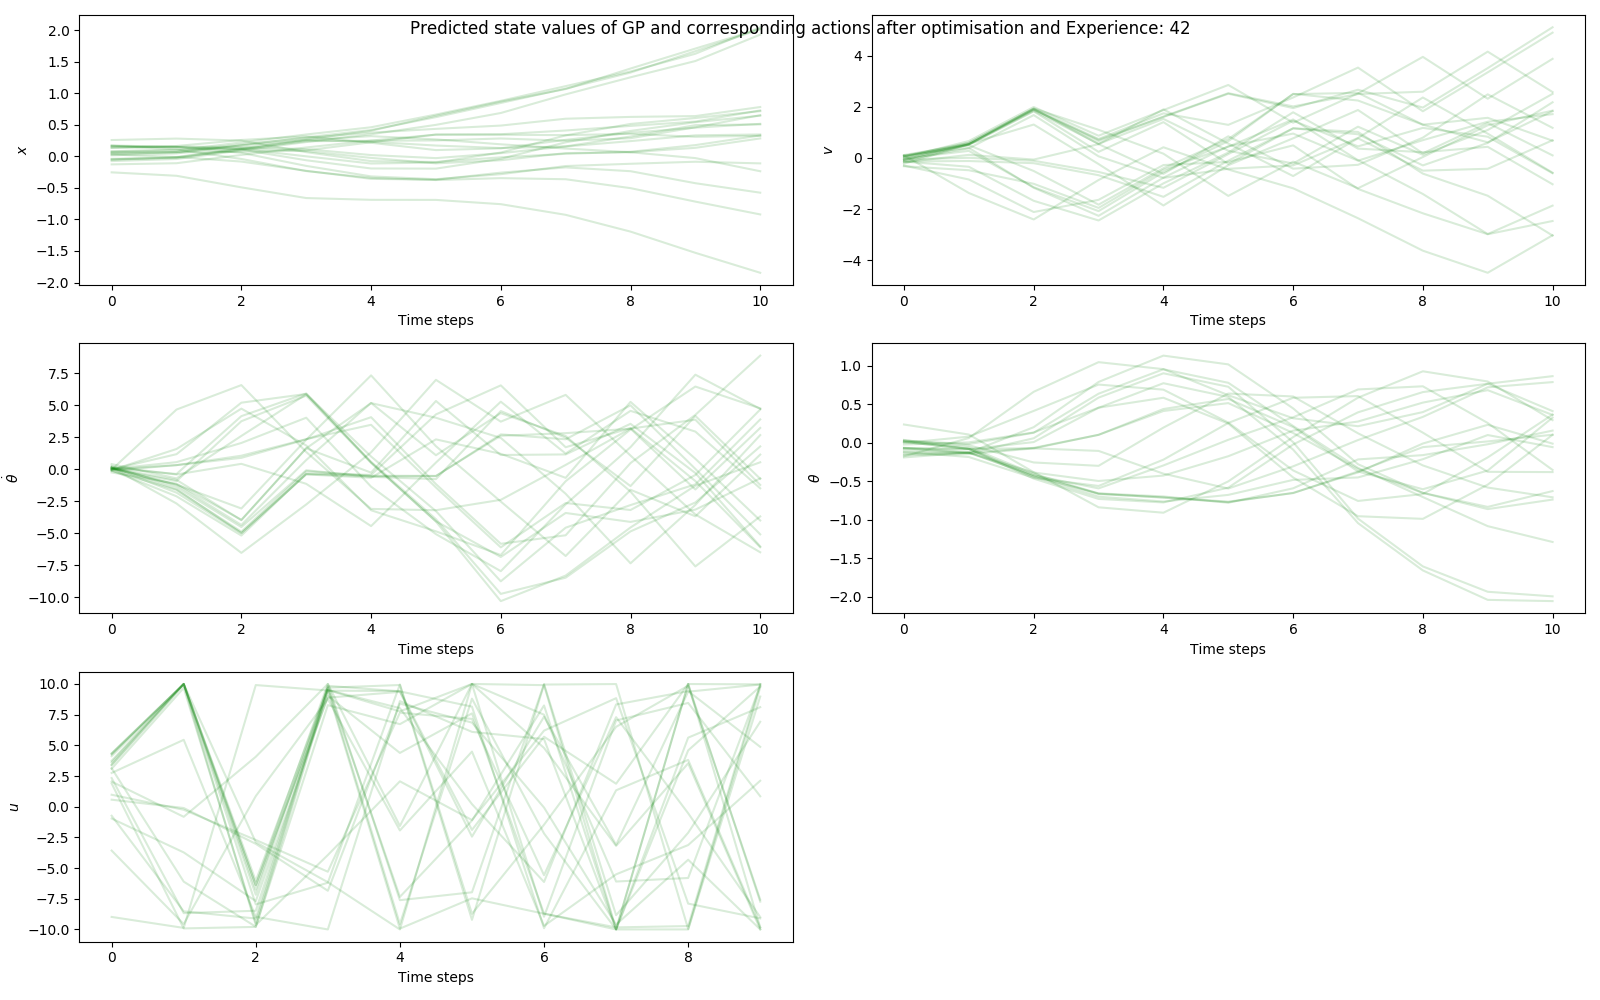 Predicted state values of GP and corresponding actions after optimisation and Experience: 42
2.0
1.5
1.0
0.5
0.0
−0.5
−1.0
−1.5
−2.0
x
0 2 4 6 8 10
Time steps
4
2
0
−2
−4
v
0 2 4 6 8 10
Time steps
7.5
5.0
2.5
0.0
−2.5
−5.0
−7.5
−10.0
θ̇
0 2 4 6 8 10
Time steps
1.0
0.5
0.0
−0.5
−1.0
−1.5
−2.0
θ
0 2 4 6 8 10
Time steps
10.0
7.5
5.0
2.5
0.0
−2.5
−5.0
−7.5
−10.0
u
0 2 4 6 8
Time steps